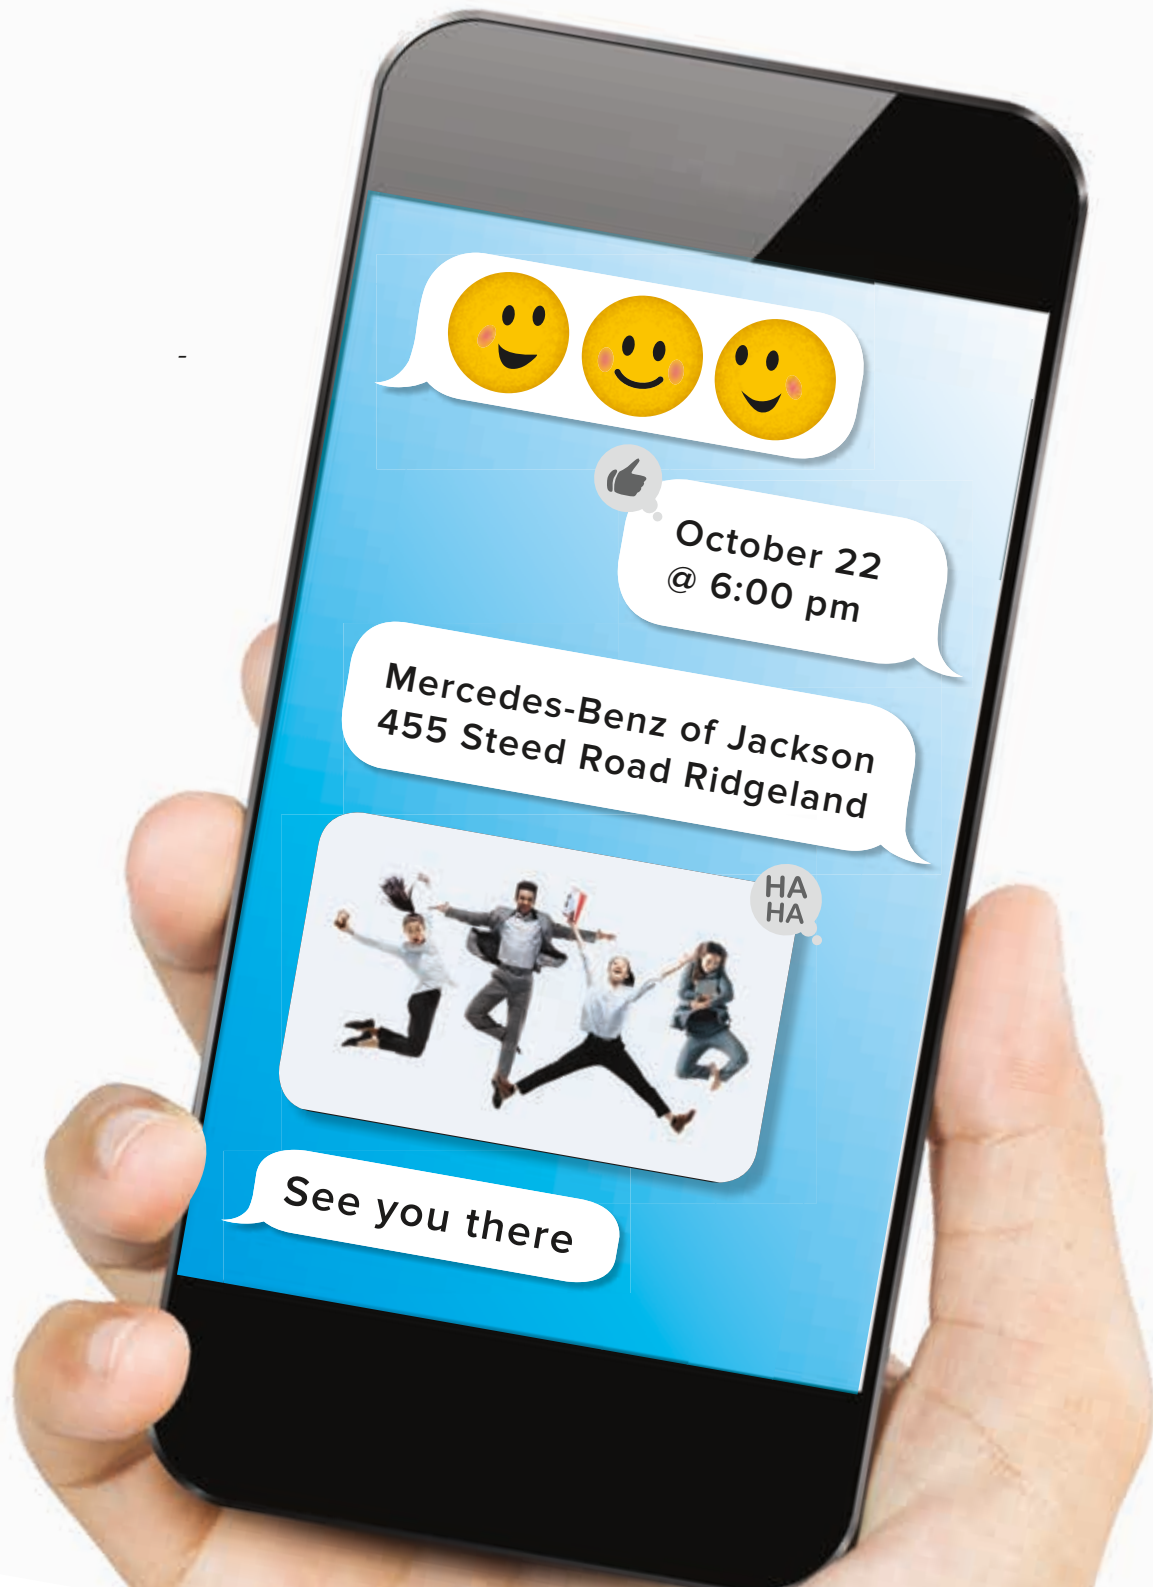 -
October 22
@ 6:00 pm
Mercedes-Benz of Jackson
455 Steed Road Ridgeland
HA
HA
See you there